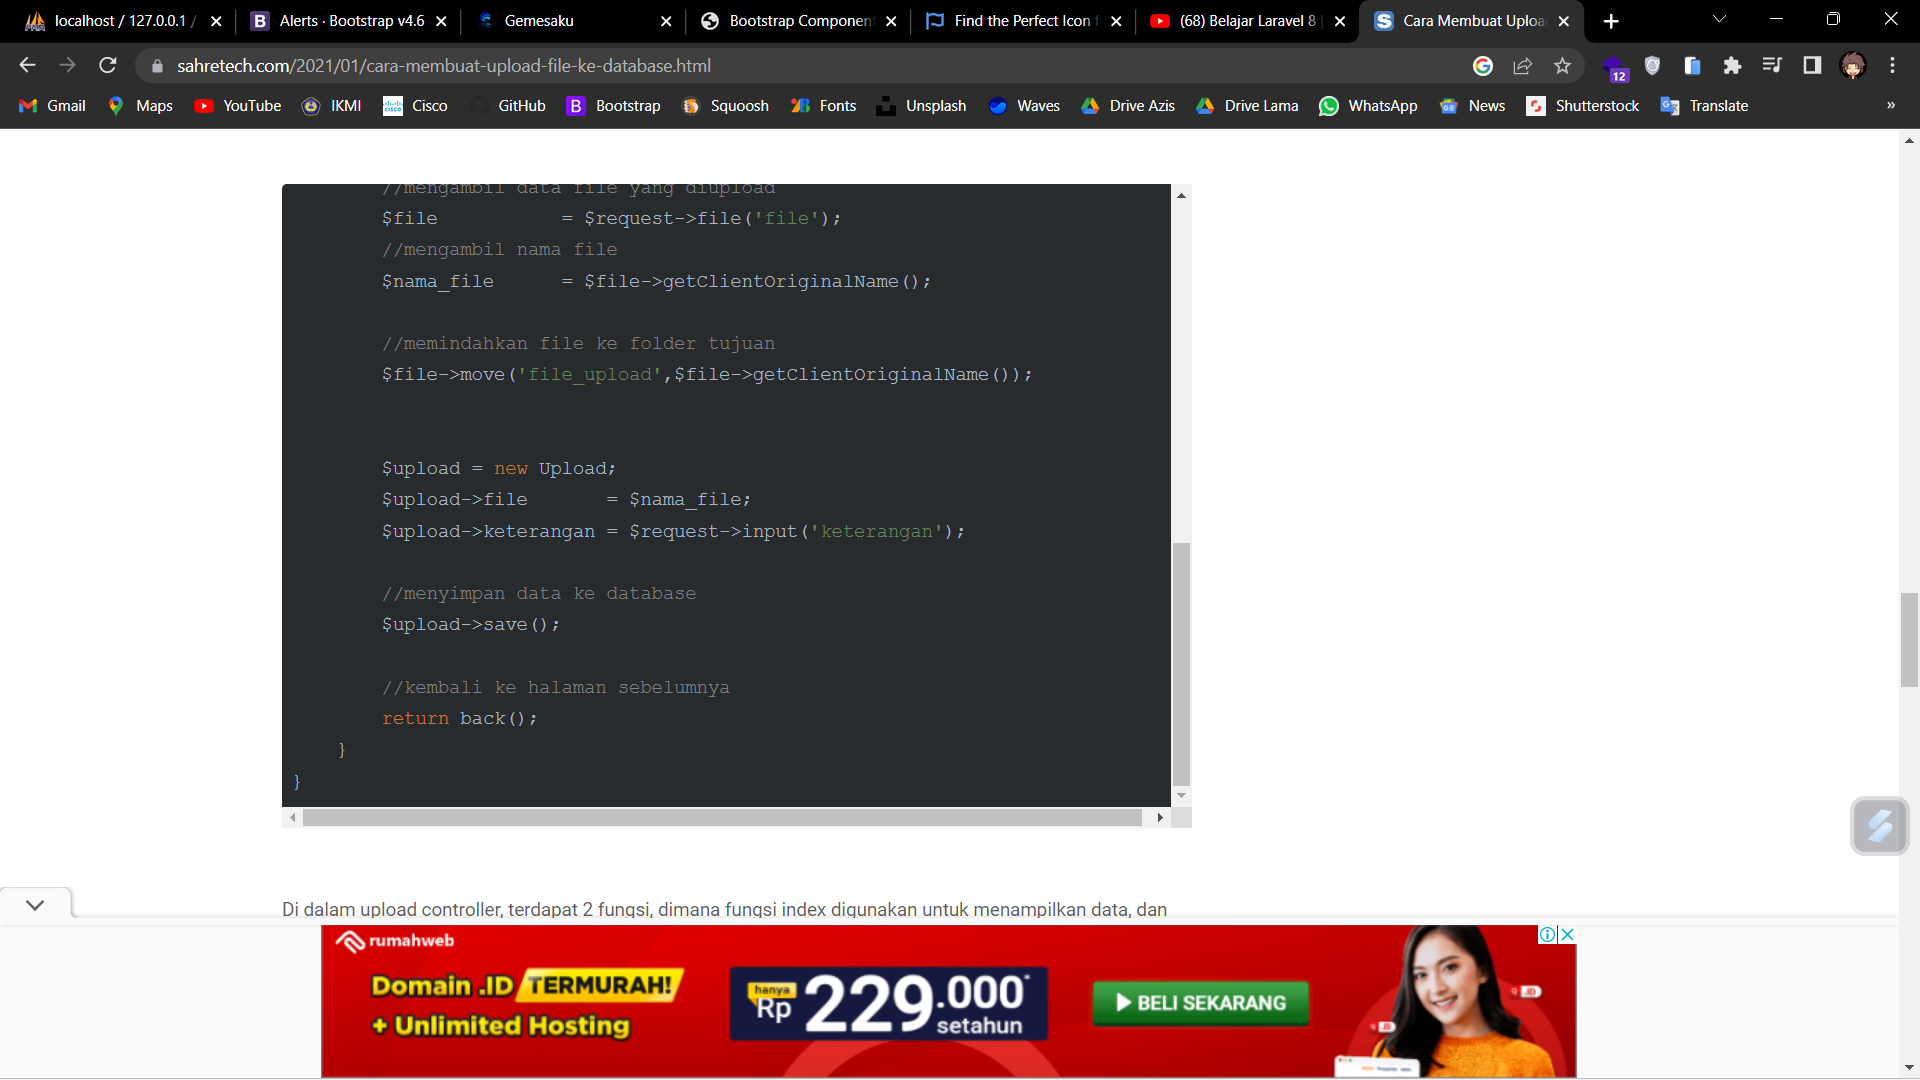 localhost / 127.0.0.1 /
Alerts · Bootstrap v4.6
Gemesaku
Bootstrap Componen
Find the Perfect Icon f
(68) Belajar Laravel 8 |
Cara Membuat Uploa
sahretech.com/2021/01/cara-membuat-upload-file-ke-database.html
12
Gmail
Maps
YouTube
IKMI
Cisco
GitHub
Bootstrap
Squoosh
Fonts
Unsplash
Waves
Drive Azis
Drive Lama
WhatsApp
News
Shutterstock
Translate
»
//mengambil data file yang diupload
$file = $request->file('file');
//mengambil nama file
$nama_file = $file->getClientOriginalName();
//memindahkan file ke folder tujuan
$file->move('file_upload',$file->getClientOriginalName());
$upload = new Upload;
$upload->file = $nama_file;
$upload->keterangan = $request->input('keterangan');
//menyimpan data ke database
$upload->save();
//kembali ke halaman sebelumnya
return back();
}
}
Di dalam upload controller, terdapat 2 fungsi, dimana fungsi index digunakan untuk menampilkan data, dan
rumahweb
Domain .ID TERMURAH!
+ Unlimited Hosting
hanya
Rp 229.000*
setahun
BELI SEKARANG
.ID
.ID